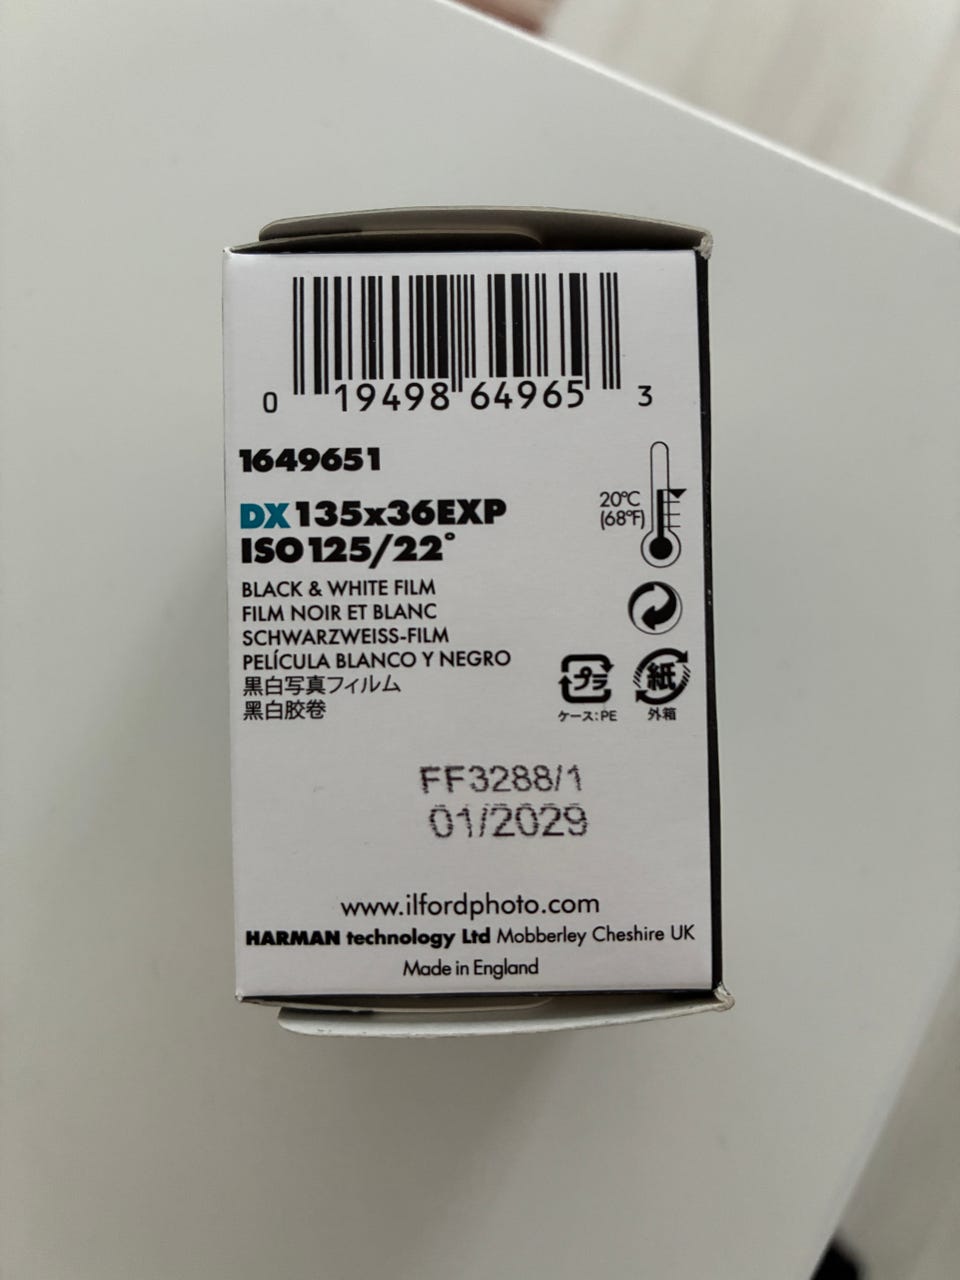 0 19498 64965 3
1649651
DX 135x36EXP
ISO 125/22°
20°C
(68°F)
BLACK & WHITE FILM
FILM NOIR ET BLANC
SCHWARZWEISS-FILM
PELÍCULA BLANCO Y NEGRO
黒白写真フィルム
黑白胶卷
プラ
ケース:PE
紙
外箱
FF3288/1
01/2029
www.ilfordphoto.com
HARMAN technology Ltd Mobberley Cheshire UK
Made in England